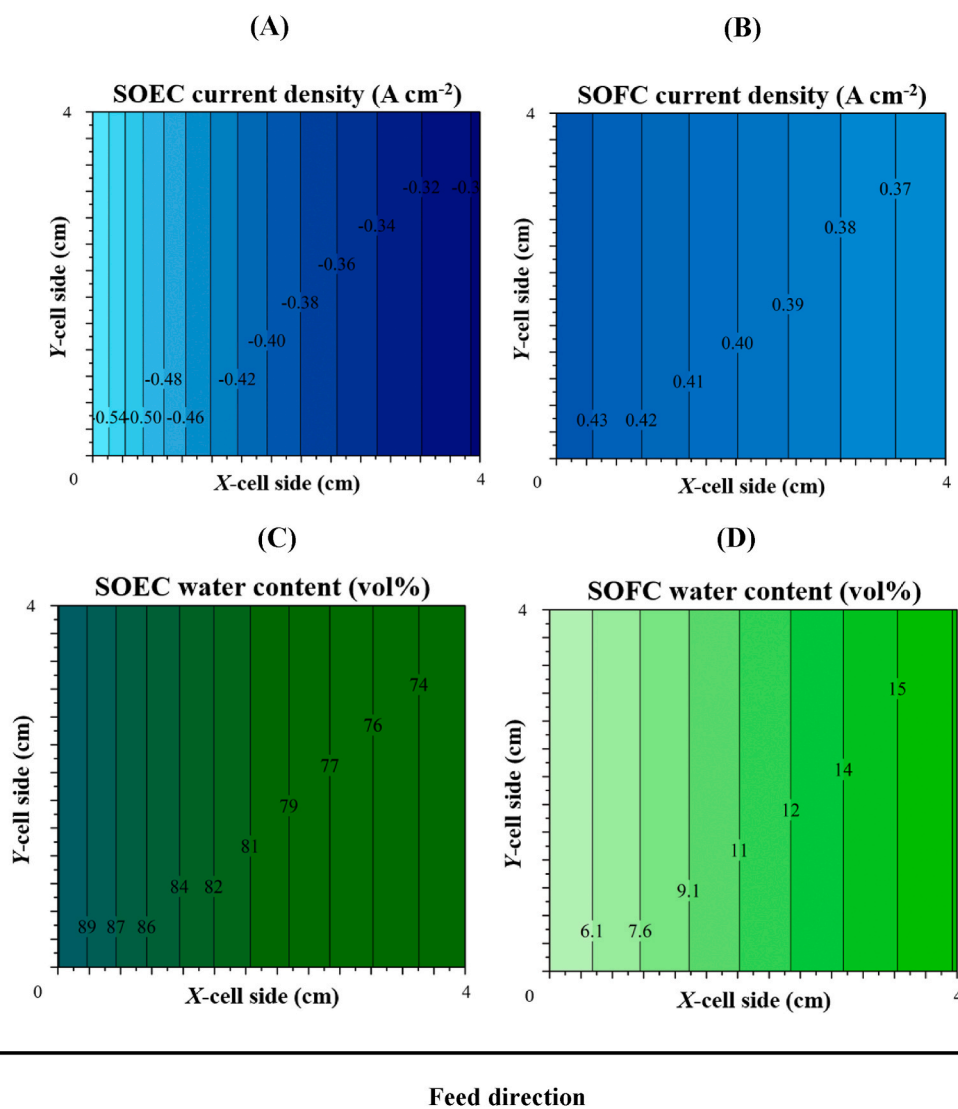 (A)
SOEC current density (A cm⁻²)
4
-0.32
-0.3
-0.34
-0.36
-0.38
-0.40
-0.48
-0.42
-0.54
-0.50
-0.46
Y-cell side (cm)
0
X-cell side (cm)
4
(B)
SOFC current density (A cm⁻²)
4
0.37
0.38
0.39
0.40
0.41
0.43
0.42
Y-cell side (cm)
0
X-cell side (cm)
4
(C)
SOEC water content (vol%)
4
74
76
77
79
81
84
82
89
87
86
Y-cell side (cm)
0
X-cell side (cm)
4
(D)
SOFC water content (vol%)
4
15
14
12
11
9.1
6.1
7.6
Y-cell side (cm)
0
X-cell side (cm)
4
Feed direction